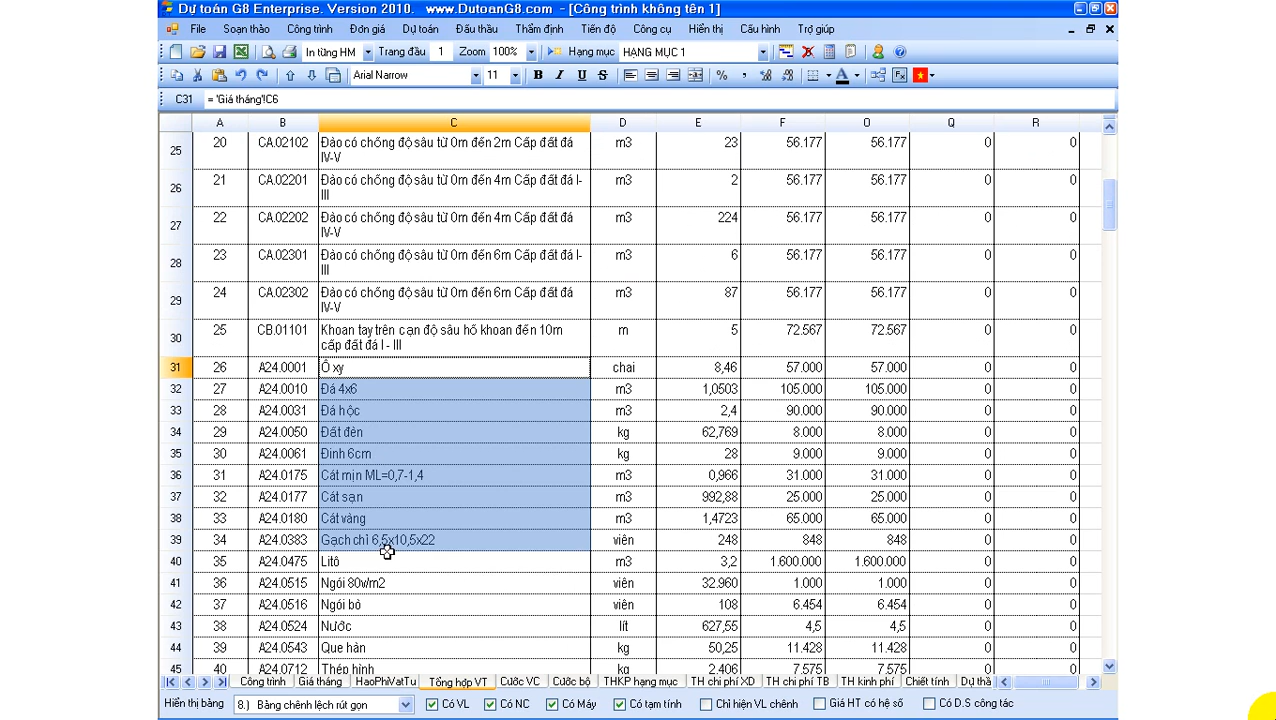 Dự toán G8 Enterprise. Version 2010. www.DutoanG8.com - [Công trình không tên 1]
File Soạn thảo Công trình Đơn giá Dự toán Đấu thầu Thẩm định Tiện ích Công cụ Hiển thị Cấu hình Trợ giúp
In từng HM Trang đầu 1 Zoom 100% Hạng mục HẠNG MỤC 1
Arial Narrow 11 B I U S % ,
C31 = 'Giá tháng'!C6
A B C D E F O Q R
25 20 CA.02102 Đào có chống độ sâu từ 0m đến 2m Cấp đất đá m3 23 56.177 56.177 0 0
IV-V
26 21 CA.02201 Đào có chống độ sâu từ 0m đến 4m Cấp đất đá I- m3 2 56.177 56.177 0 0
III
27 22 CA.02202 Đào có chống độ sâu từ 0m đến 4m Cấp đất đá m3 224 56.177 56.177 0 0
IV-V
28 23 CA.02301 Đào có chống độ sâu từ 0m đến 6m Cấp đất đá I- m3 6 56.177 56.177 0 0
III
29 24 CA.02302 Đào có chống độ sâu từ 0m đến 6m Cấp đất đá m3 87 56.177 56.177 0 0
IV-V
30 25 CB.01101 Khoan tay trên cạn độ sâu hố khoan đến 10m m 5 72.567 72.567 0 0
cấp đất đá I - III
31 26 A24.0001 Ô xy chai 8,46 57.000 57.000 0 0
32 27 A24.0010 Đá 4x6 m3 1,0503 105.000 105.000 0 0
33 28 A24.0031 Đá hộc m3 2,4 90.000 90.000 0 0
34 29 A24.0050 Đất đèn kg 62,769 8.000 8.000 0 0
35 30 A24.0061 Đinh 6cm kg 28 9.000 9.000 0 0
36 31 A24.0175 Cát mịn ML=0,7-1,4 m3 0,966 31.000 31.000 0 0
37 32 A24.0177 Cát sạn m3 992,88 25.000 25.000 0 0
38 33 A24.0180 Cát vàng m3 1,4723 65.000 65.000 0 0
39 34 A24.0383 Gạch chỉ 6,5x10,5x22 viên 248 848 848 0 0
40 35 A24.0475 Litô m3 3,2 1.600.000 1.600.000 0 0
41 36 A24.0515 Ngói 80v/m2 viên 32.960 1.000 1.000 0 0
42 37 A24.0516 Ngói bò viên 108 6.454 6.454 0 0
43 38 A24.0524 Nước lít 627,55 4,5 4,5 0 0
44 39 A24.0543 Que hàn kg 50,25 11.428 11.428 0 0
45 40 A24.0712 Thép hình kg 2.406 7.575 7.575 0 0
Công trình Giá tháng HaoPhiVatTư Tổng hợp VT Cước VC Cước bộ THKP hạng mục TH chi phí XD TH chi phí TB TH kinh phí Chiết tính Dự thầ
Hiển thị bảng 8.) Bảng chênh lệch rút gọn Có VL Có NC Có Máy Có tạm tính Chỉ hiện VL chênh Giá HT có hệ số Có D.S công tác